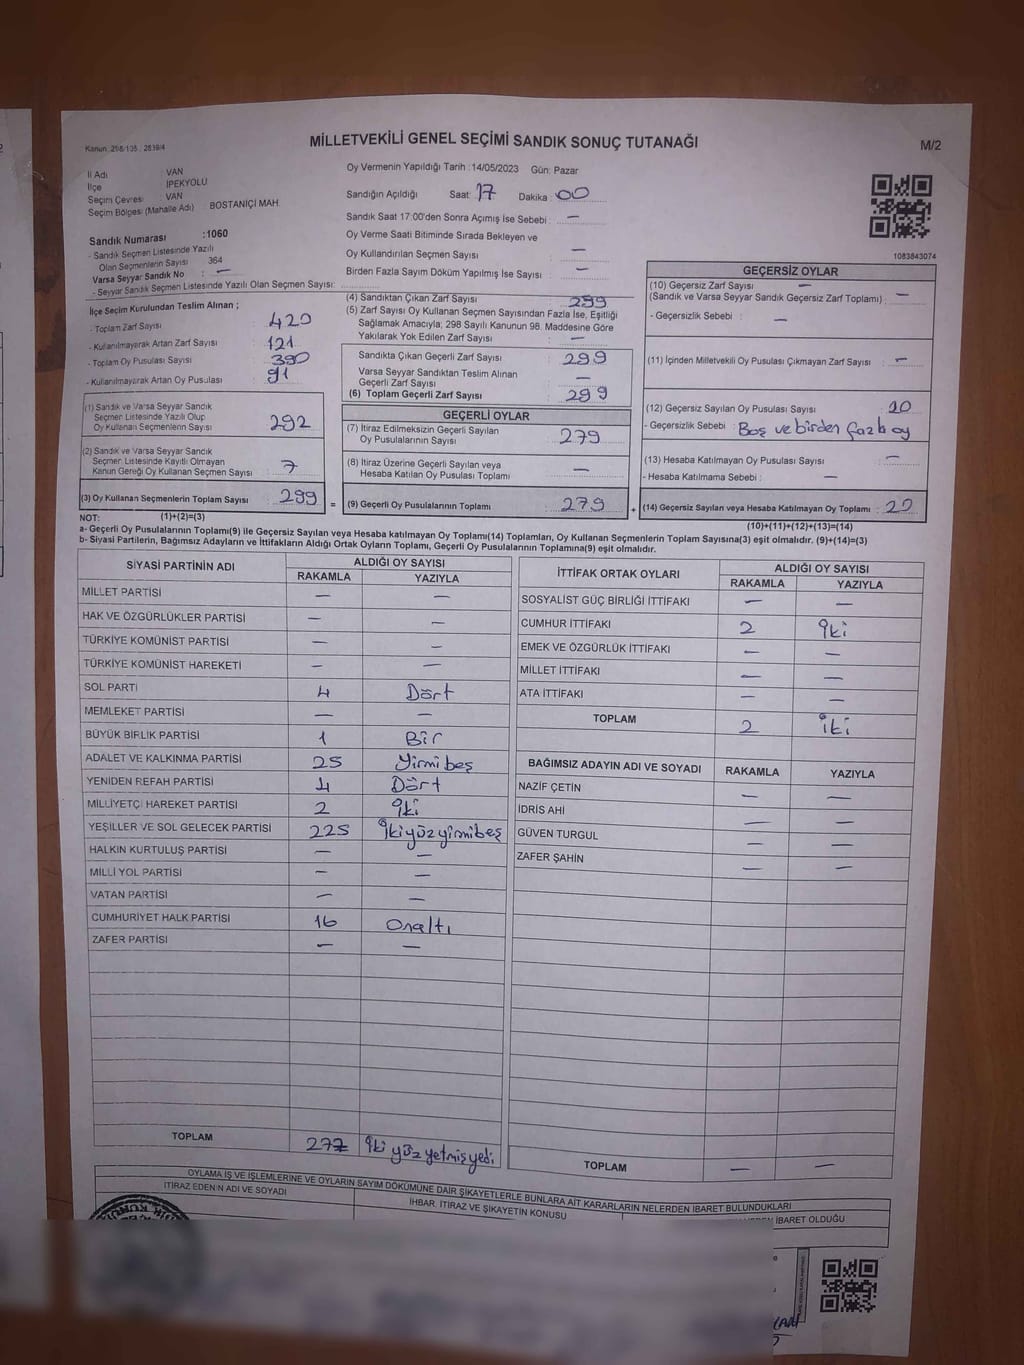 MİLLETVEKİLİ GENEL SEÇİMİ SANDIK SONUÇ TUTANAĞI
M/2
Kanun 298/135 2839/4
İl Adı : VAN
İlçe : İPEKYOLU
Seçim Çevresi : VAN
Seçim Bölgesi (Mahalle Adı) BOSTANİÇİ MAH.
Oy Vermenin Yapıldığı Tarih :14/05/2023 Gün: Pazar
Sandığın Açıldığı Saat: 17 Dakika: 00
Sandık Saat 17:00'den Sonra Açımış İse Sebebi : —
Oy Verme Saati Bitiminde Sırada Bekleyen ve
Oy Kullandırılan Seçmen Sayısı : —
Birden Fazla Sayım Döküm Yapılmış İse Sayısı : —
1083843074
Sandık Numarası :1060
- Sandık Seçmen Listesinde Yazılı
Olan Seçmenlerin Sayısı 364
Varsa Seyyar Sandık No : —
- Seyyar Sandık Seçmen Listesinde Yazılı Olan Seçmen Sayısı:
İlçe Seçim Kurulundan Teslim Alınan ;
- Toplam Zarf Sayısı : 420
- Kullanılmayarak Artan Zarf Sayısı : 121
- Toplam Oy Pusulası Sayısı : 390
- Kullanılmayarak Artan Oy Pusulası : 91
(1) Sandık ve Varsa Seyyar Sandık
Seçmen Listesinde Yazılı Olup
Oy Kullanan Seçmenlerin Sayısı : 292
(2) Sandık ve Varsa Seyyar Sandık
Seçmen Listesinde Kayıtlı Olmayan
Kanun Gereği Oy Kullanan Seçmen Sayısı : 7
(3) Oy Kullanan Seçmenlerin Toplam Sayısı : 299
(4) Sandıktan Çıkan Zarf Sayısı : 299
(5) Zarf Sayısı Oy Kullanan Seçmen Sayısından Fazla İse, Eşitliği
Sağlamak Amacıyla; 298 Sayılı Kanunun 98. Maddesine Göre
Yakılarak Yok Edilen Zarf Sayısı : —
Sandıkta Çıkan Geçerli Zarf Sayısı : 299
Varsa Seyyar Sandıktan Teslim Alınan
Geçerli Zarf Sayısı : —
(6) Toplam Geçerli Zarf Sayısı : 299
GEÇERLİ OYLAR
(7) İtiraz Edilmeksizin Geçerli Sayılan
Oy Pusulalarının Sayısı : 279
(8) İtiraz Üzerine Geçerli Sayılan veya
Hesaba Katılan Oy Pusulası Toplamı : —
= (9) Geçerli Oy Pusulalarının Toplamı : 279
GEÇERSİZ OYLAR
(10) Geçersiz Zarf Sayısı : —
(Sandık ve Varsa Seyyar Sandık Geçersiz Zarf Toplamı) : —
- Geçersizlik Sebebi : —
(11) İçinden Milletvekili Oy Pusulası Çıkmayan Zarf Sayısı : —
(12) Geçersiz Sayılan Oy Pusulası Sayısı : 20
- Geçersizlik Sebebi : Boş ve birden fazla oy
(13) Hesaba Katılmayan Oy Pusulası Sayısı : —
- Hesaba Katılmama Sebebi : —
+ (14) Geçersiz Sayılan veya Hesaba Katılmayan Oy Toplamı : 20
NOT: (1)+(2)=(3)
(10)+(11)+(12)+(13)=(14)
a- Geçerli Oy Pusulalarının Toplamı(9) ile Geçersiz Sayılan veya Hesaba katılmayan Oy Toplamı(14) Toplamları, Oy Kullanan Seçmenlerin Toplam Sayısına(3) eşit olmalıdır. (9)+(14)=(3)
b- Siyasi Partilerin, Bağımsız Adayların ve İttifakların Aldığı Ortak Oyların Toplamı, Geçerli Oy Pusulalarının Toplamına(9) eşit olmalıdır.
SİYASİ PARTİNİN ADI ALDIĞI OY SAYISI
RAKAMLA YAZIYLA
MİLLET PARTİSİ — —
HAK VE ÖZGÜRLÜKLER PARTİSİ — —
TÜRKİYE KOMÜNİST PARTİSİ — —
TÜRKİYE KOMÜNİST HAREKETİ — —
SOL PARTİ 4 Dört
MEMLEKET PARTİSİ — —
BÜYÜK BİRLİK PARTİSİ 1 Bir
ADALET VE KALKINMA PARTİSİ 25 Yirmi beş
YENİDEN REFAH PARTİSİ 4 Dört
MİLLİYETÇİ HAREKET PARTİSİ 2 İki
YEŞİLLER VE SOL GELECEK PARTİSİ 225 İkiyüzyirmibeş
HALKIN KURTULUŞ PARTİSİ — —
MİLLİ YOL PARTİSİ — —
VATAN PARTİSİ — —
CUMHURİYET HALK PARTİSİ 16 Onaltı
ZAFER PARTİSİ — —
TOPLAM 277 İki yüz yetmiş yedi
İTTİFAK ORTAK OYLARI ALDIĞI OY SAYISI
RAKAMLA YAZIYLA
SOSYALİST GÜÇ BİRLİĞİ İTTİFAKI — —
CUMHUR İTTİFAKI 2 İki
EMEK VE ÖZGÜRLÜK İTTİFAKI — —
MİLLET İTTİFAKI — —
ATA İTTİFAKI — —
TOPLAM 2 İki
BAĞIMSIZ ADAYIN ADI VE SOYADI RAKAMLA YAZIYLA
NAZİF ÇETİN — —
İDRİS AHİ — —
GÜVEN TURGUL — —
ZAFER ŞAHİN — —
TOPLAM — —
OYLAMA İŞ VE İŞLEMLERİNE VE OYLARIN SAYIM DÖKÜMÜNE DAİR ŞİKAYETLERLE BUNLARA AİT KARARLARIN NELERDEN İBARET BULUNDUKLARI
İTİRAZ EDENİN ADI VE SOYADI
İHBAR, İTİRAZ VE ŞİKAYETİN KONUSU
İBARET OLDUĞU